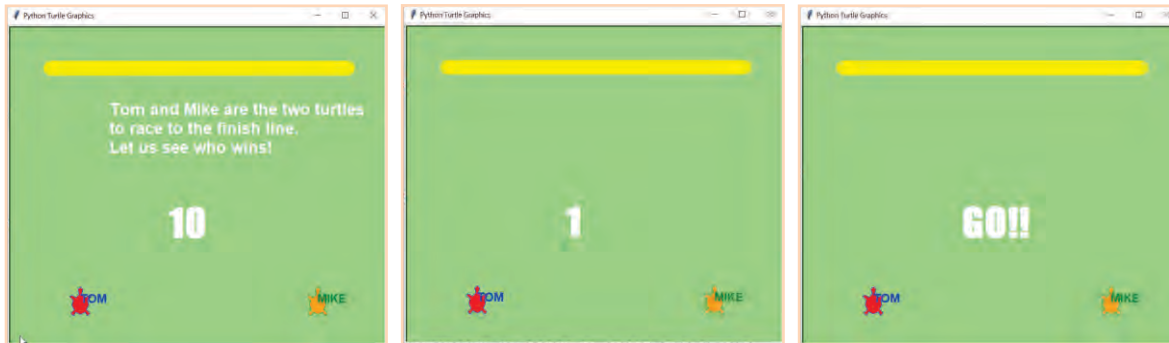 Python Turtle Graphics
Tom and Mike are the two turtles
to race to the finish line.
Let us see who wins!
10
TOM
MIKE
Python Turtle Graphics
1
TOM
MIKE
Python Turtle Graphics
GO!!
TOM
MIKE